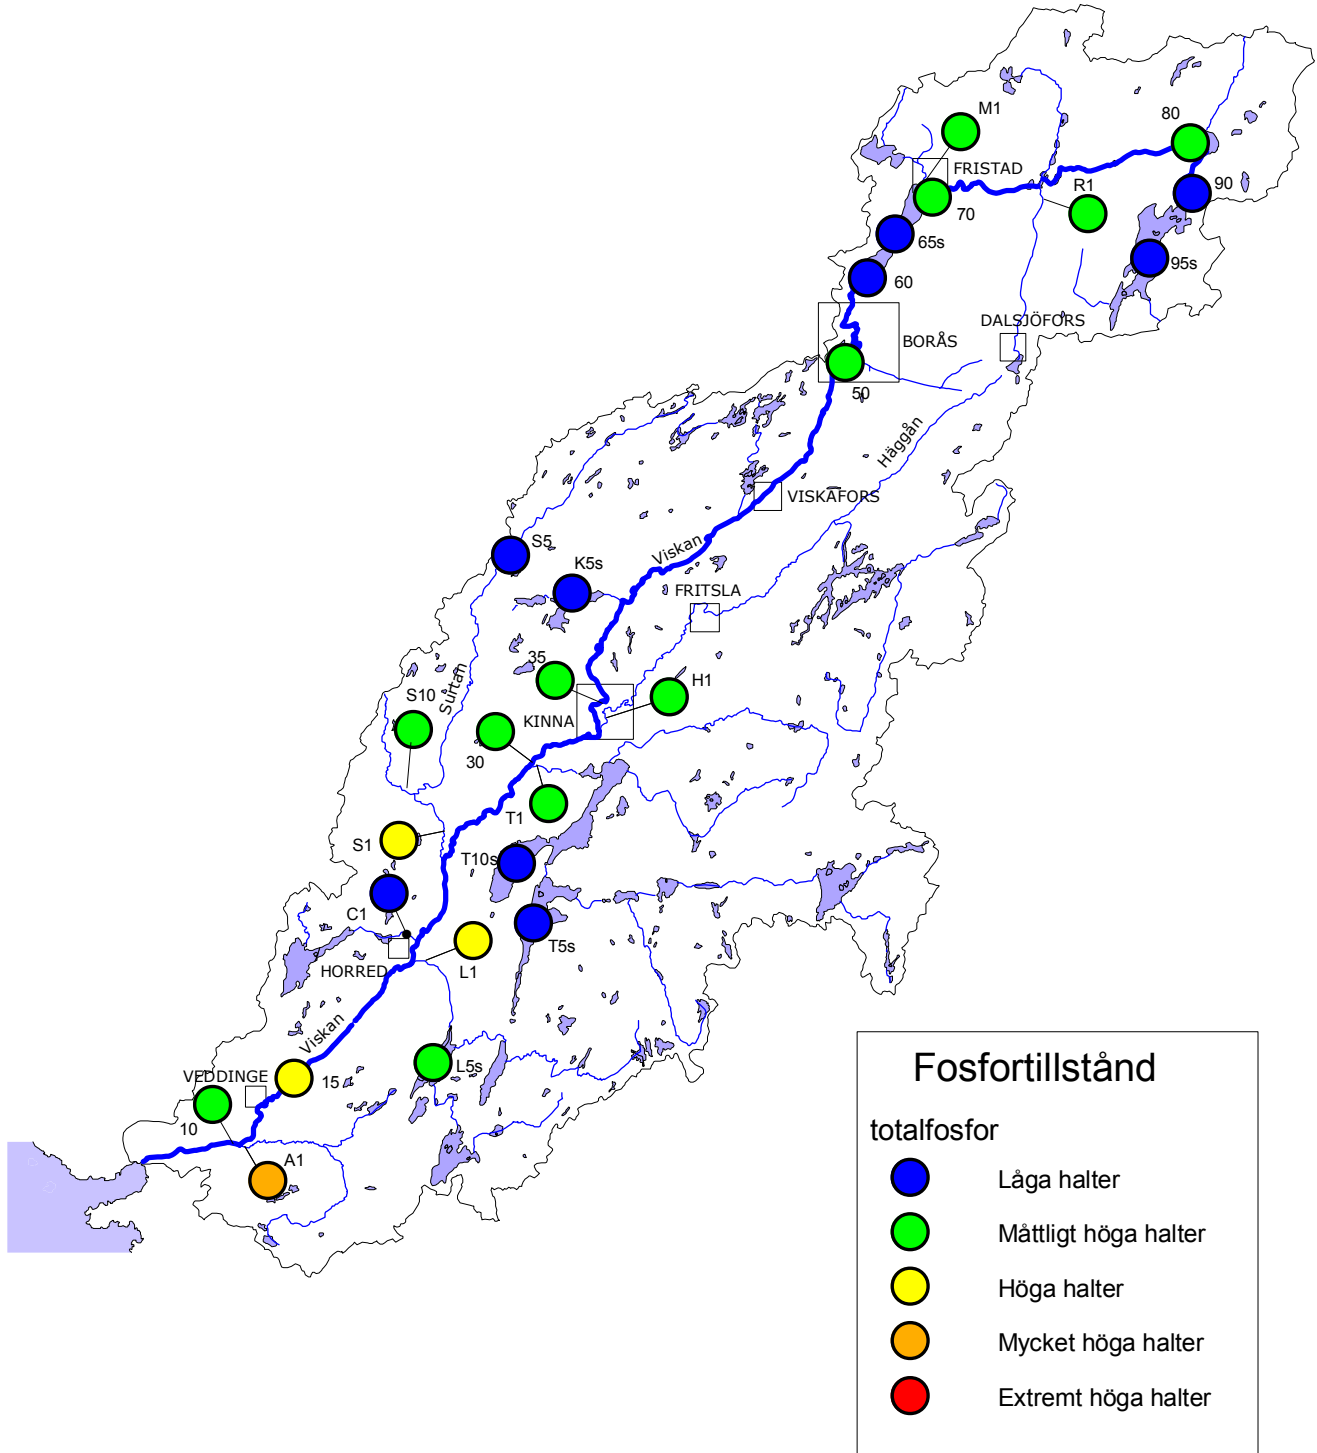 M1
80
FRISTAD
90
R1
70
65s
95s
60
DALSJÖFORS
BORÅS
50
Häggån
VISKAFORS
S5
Viskan
K5s
FRITSLA
35
H1
S10
Surtan
KINNA
30
T1
S1
T10s
C1
T5s
L1
HORRED
Viskan
L5s
VEDDINGE
15
10
A1
Fosfortillstånd
totalfosfor
Låga halter
Måttligt höga halter
Höga halter
Mycket höga halter
Extremt höga halter